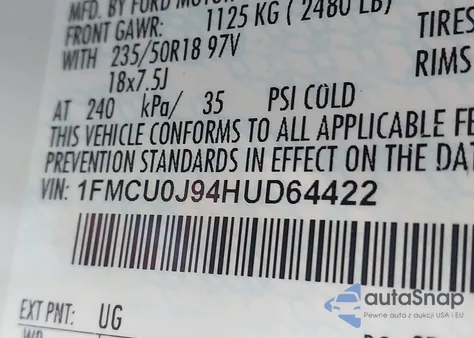 MFD. BY FORD MOTOR
FRONT GAWR: 1125 KG ( 2480 LB) TIRES
WITH 235/50R18 97V RIMS
18x7.5J
AT 240 kPa/ 35 PSI COLD
THIS VEHICLE CONFORMS TO ALL APPLICABLE FE
PREVENTION STANDARDS IN EFFECT ON THE DA
VIN: 1FMCU0J94HUD64422
autoSnap
Pewne auta z aukcji USA i EU
EXT PNT: UG